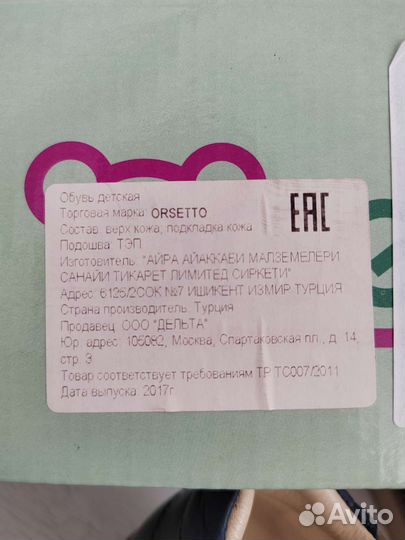 Обувь детская
Торговая марка ORSETTO
Состав: верх кожа, подкладка кожа
Подошва: ТЭП
Изготовитель: "АЙРА АЙАККАБИ МАЛЗЕМЕЛЕРИ
САНАЙИ ТИКАРЕТ ЛИМИТЕД СИРКЕТИ"
Адрес: 6125/2СОК №7 ИШИКЕНТ ИЗМИР ТУРЦИЯ
Страна производитель: Турция
Продавец: ООО "ДЕЛЬТА"
Юр. адрес: 105082, Москва, Спартаковская пл., д. 14,
стр. 3
Товар соответствует требованиям ТР ТС007/2011
Дата выпуска: 2017г.
EAC
Avito